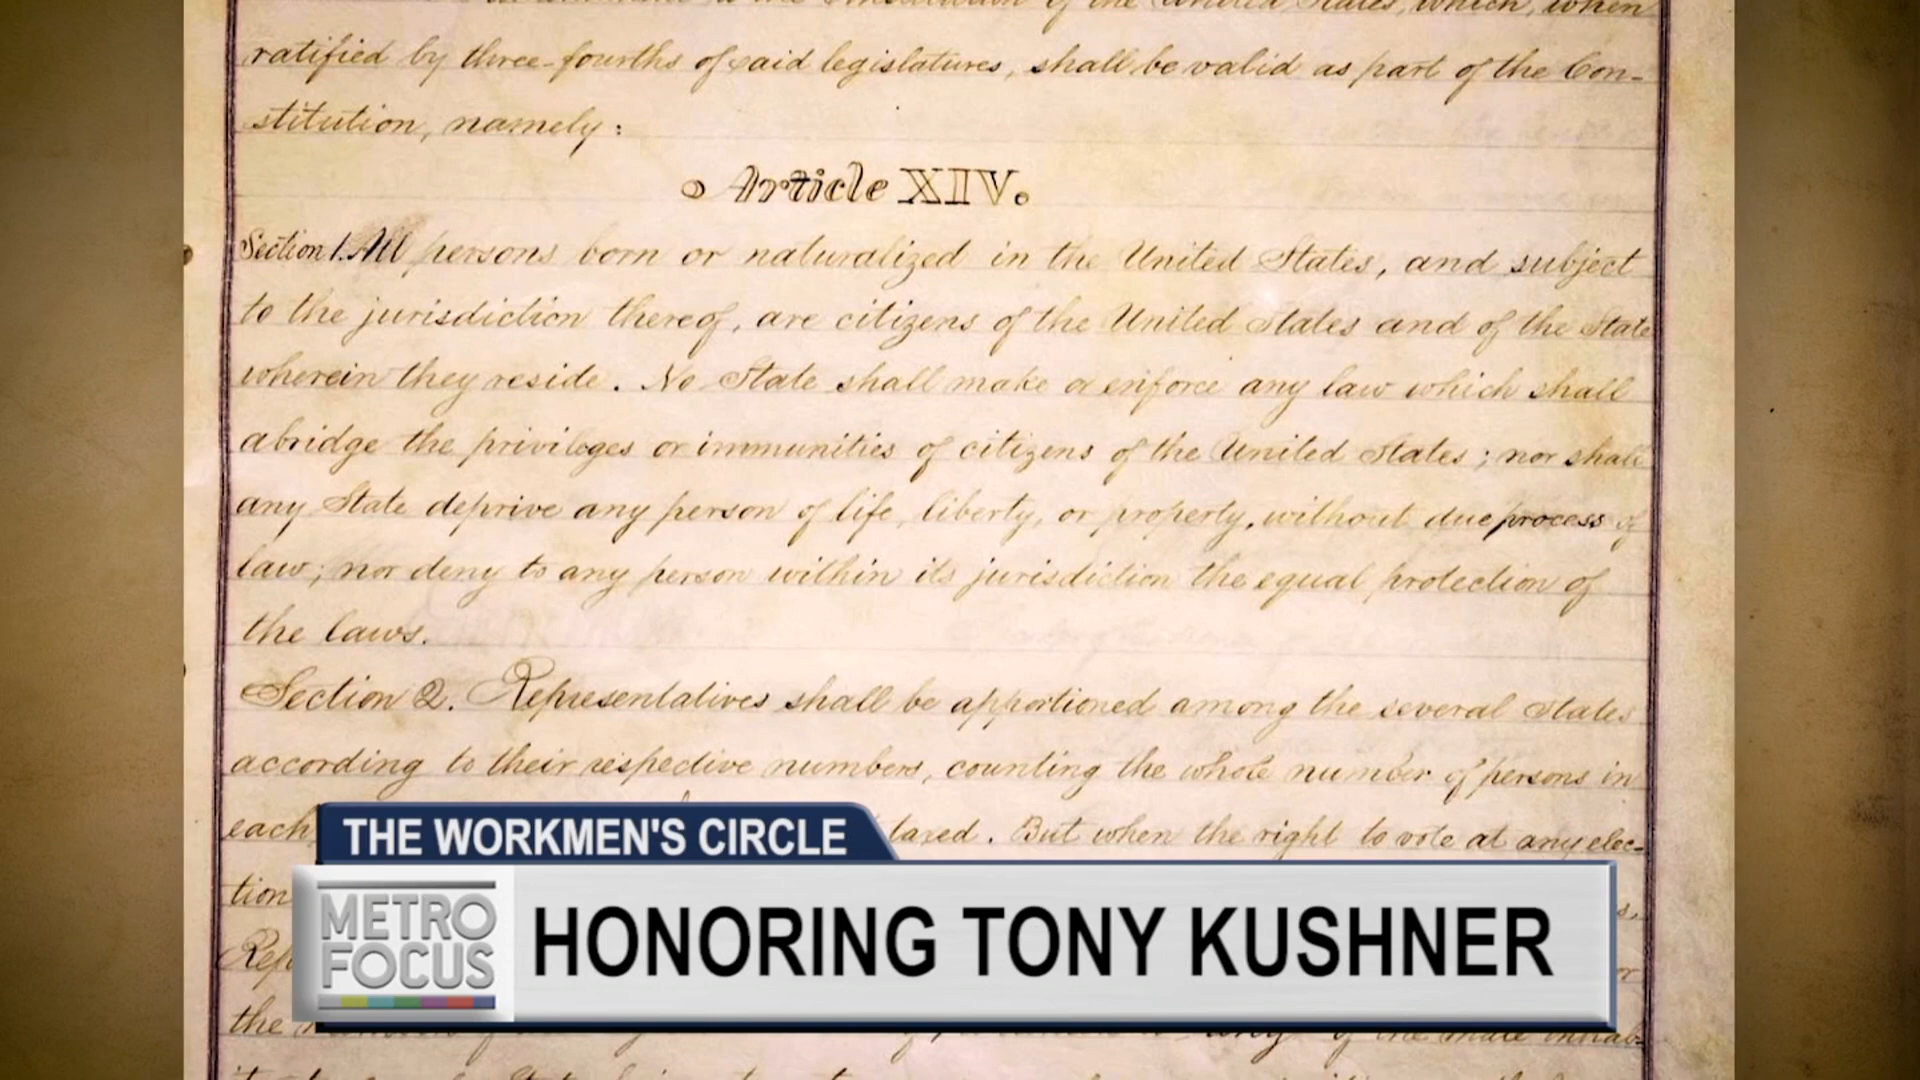 ratified by three-fourths of said legislatures, shall be valid as part of the Con-
stitution, namely:
Article XIV.
Section 1. All persons born or naturalized in the United States, and subject
to the jurisdiction thereof, are citizens of the United States and of the State
wherein they reside. No State shall make or enforce any law which shall
abridge the privileges or immunities of citizens of the United States; nor shall
any State deprive any person of life, liberty, or property, without due process of
law; nor deny to any person within its jurisdiction the equal protection of
the laws.
Section 2. Representatives shall be apportioned among the several States
according to their respective numbers, counting the whole number of persons in
each taxed. But when the right to vote at any elec-
tion
the of the male inhab-
THE WORKMEN'S CIRCLE
METRO
FOCUS
HONORING TONY KUSHNER